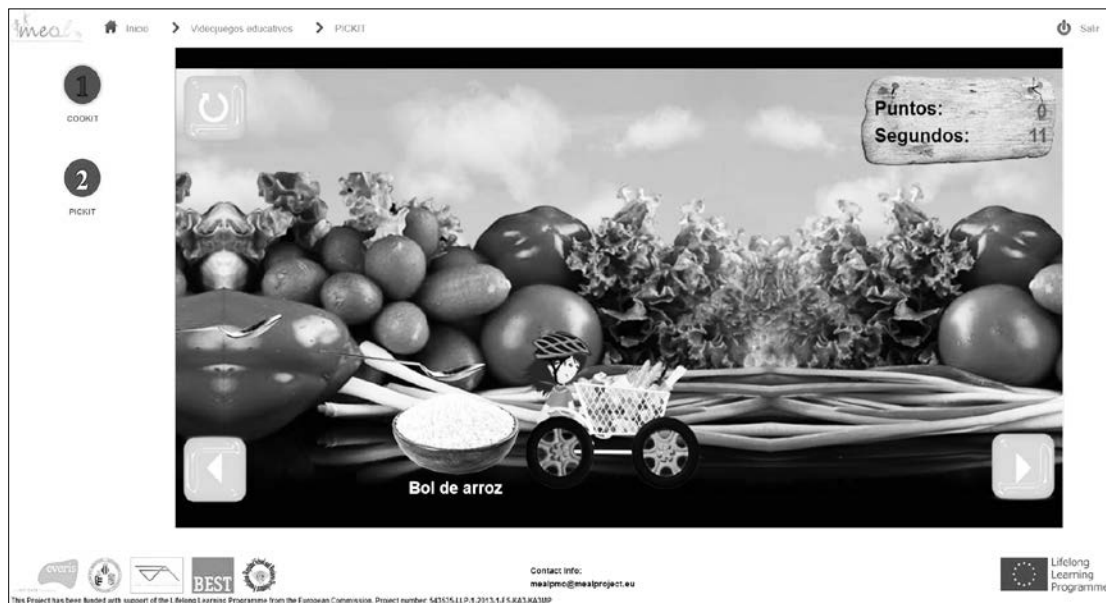 meal
Inicio > Videojuegos educativos > PICKIT
Salir
1
COOKIT
2
PICKIT
Puntos: 0
Segundos: 11
Bol de arroz
everis
BEST
Contact Info:
mealpmc@mealproject.eu
Lifelong
Learning
Programme
This Project has been funded with support of the Lifelong Learning Programme from the European Commission. Project number: